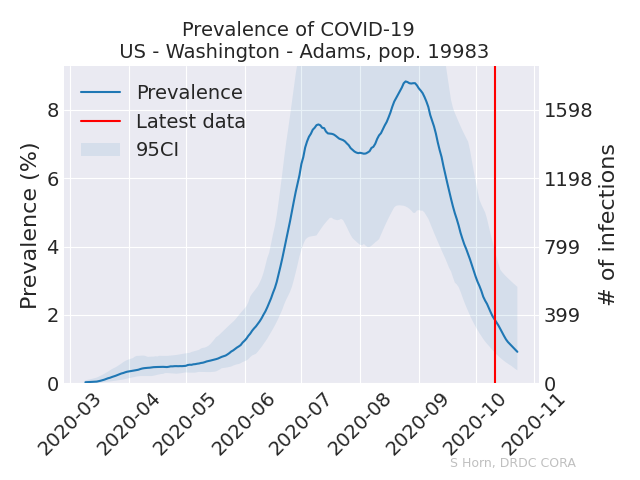 Prevalence of COVID-19
US - Washington - Adams, pop. 19983
Prevalence
Latest data
95CI
Prevalence (%)
8
6
4
2
0
1598
1198
799
399
0
# of infections
2020-03
2020-04
2020-05
2020-06
2020-07
2020-08
2020-09
2020-10
2020-11
S Horn, DRDC CORA